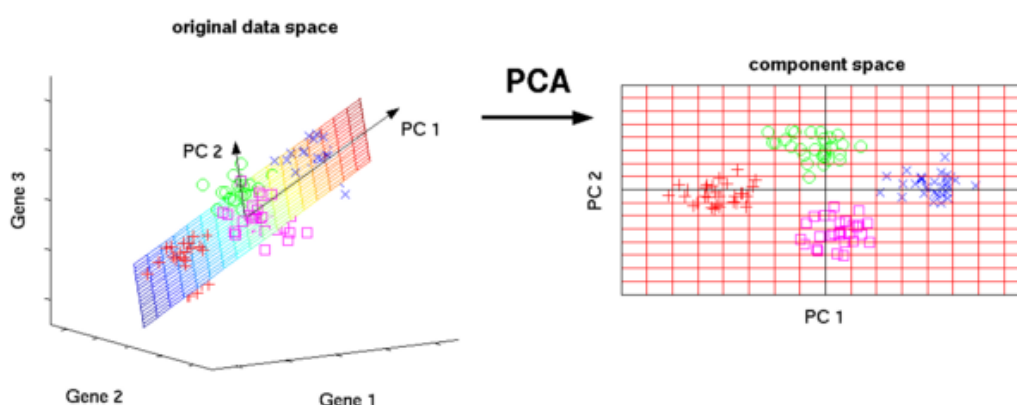 original data space
PC 1
PC 2
Gene 3
Gene 2
Gene 1
PCA
component space
PC 2
PC 1